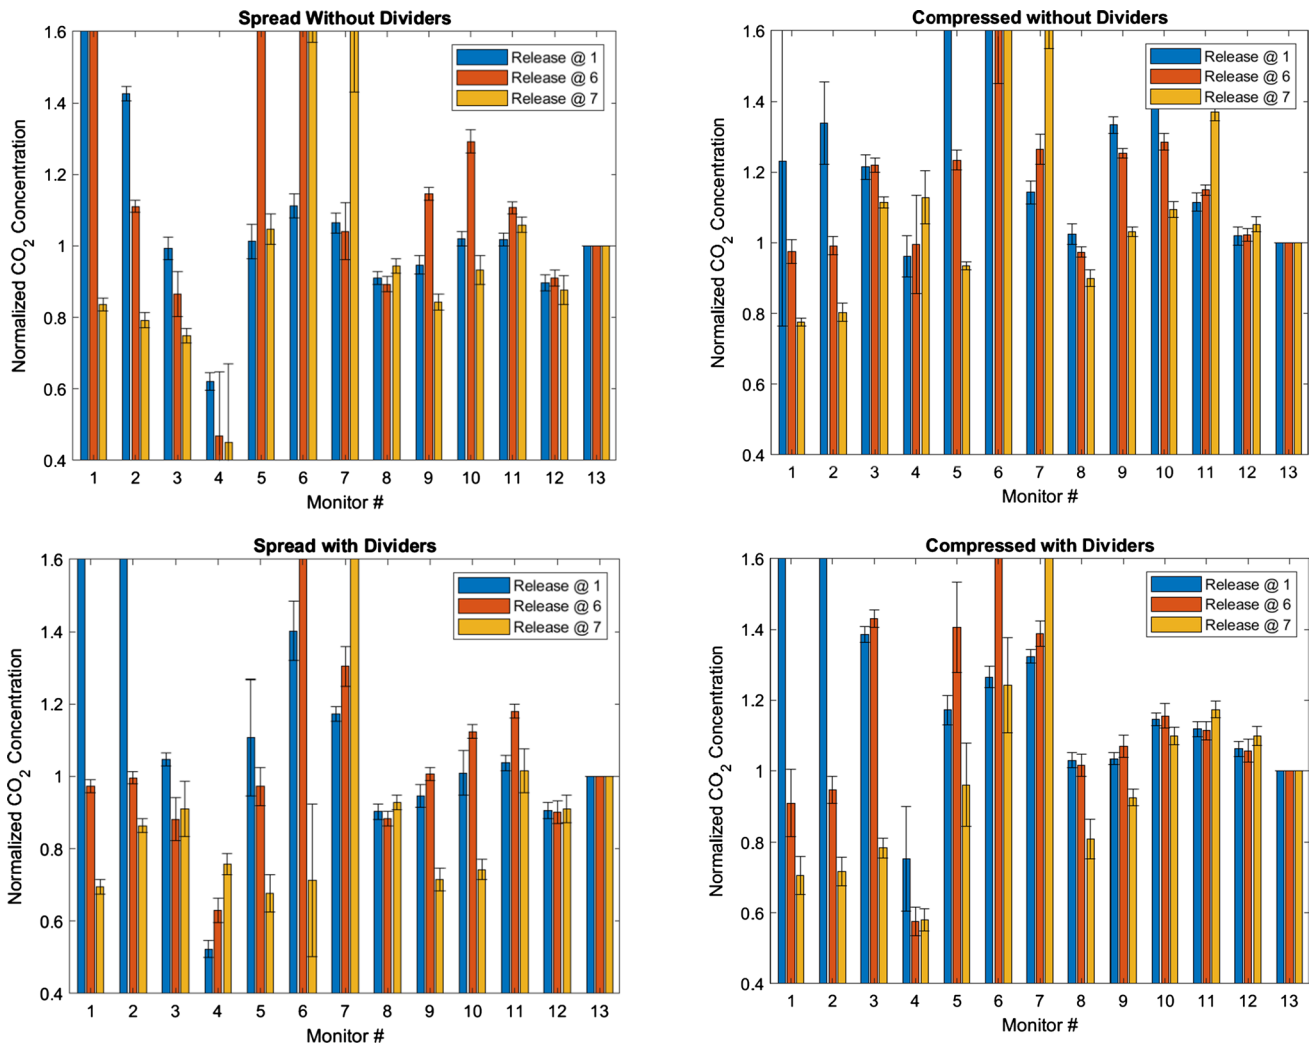 Spread Without Dividers
1.6
1.4
1.2
1
0.8
0.6
0.4
Normalized CO2 Concentration
Release @ 1
Release @ 6
Release @ 7
1 2 3 4 5 6 7 8 9 10 11 12 13
Monitor #
Compressed without Dividers
1.6
1.4
1.2
1
0.8
0.6
0.4
Normalized CO2 Concentration
Release @ 1
Release @ 6
Release @ 7
1 2 3 4 5 6 7 8 9 10 11 12 13
Monitor #
Spread with Dividers
1.6
1.4
1.2
1
0.8
0.6
0.4
Normalized CO2 Concentration
Release @ 1
Release @ 6
Release @ 7
1 2 3 4 5 6 7 8 9 10 11 12 13
Monitor #
Compressed with Dividers
1.6
1.4
1.2
1
0.8
0.6
0.4
Normalized CO2 Concentration
Release @ 1
Release @ 6
Release @ 7
1 2 3 4 5 6 7 8 9 10 11 12 13
Monitor #